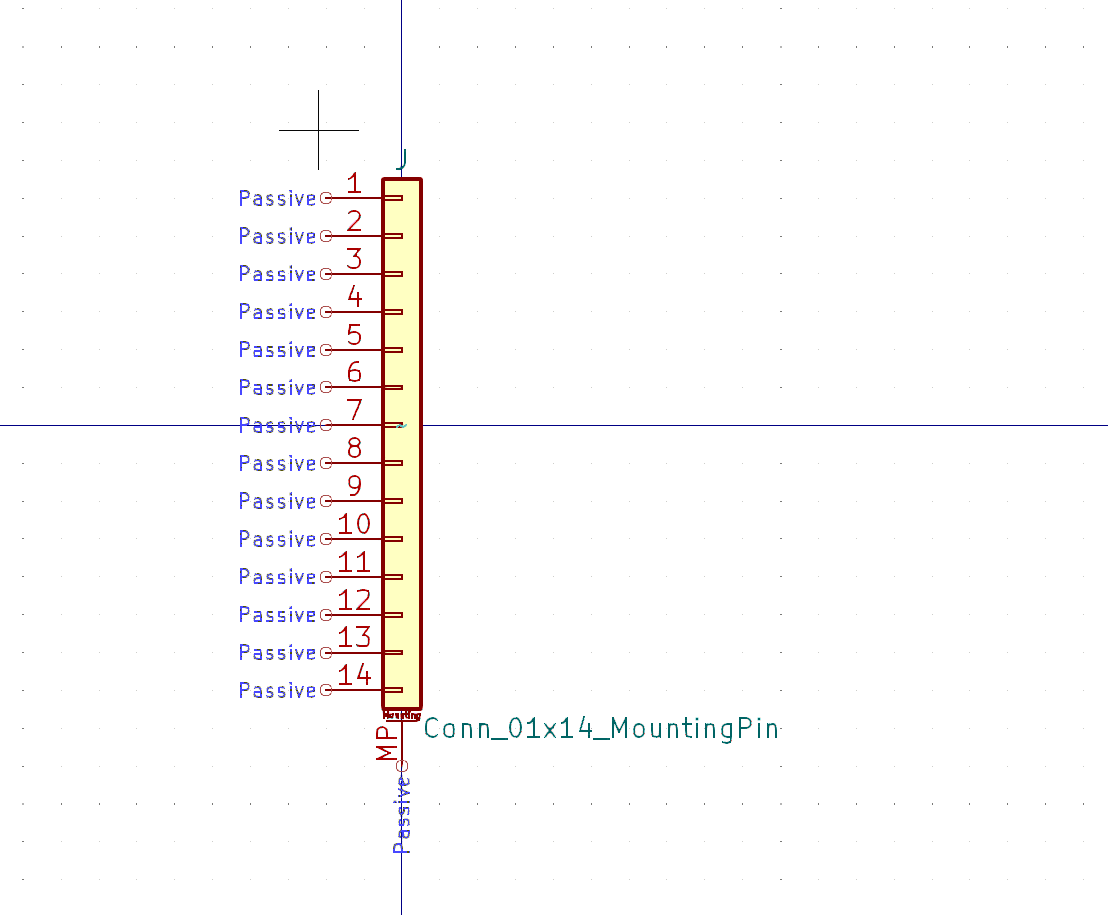 J
Passive 1
Passive 2
Passive 3
Passive 4
Passive 5
Passive 6
Passive 7
Passive 8
Passive 9
Passive 10
Passive 11
Passive 12
Passive 13
Passive 14
Mounting
Conn_01x14_MountingPin
MP
Passive